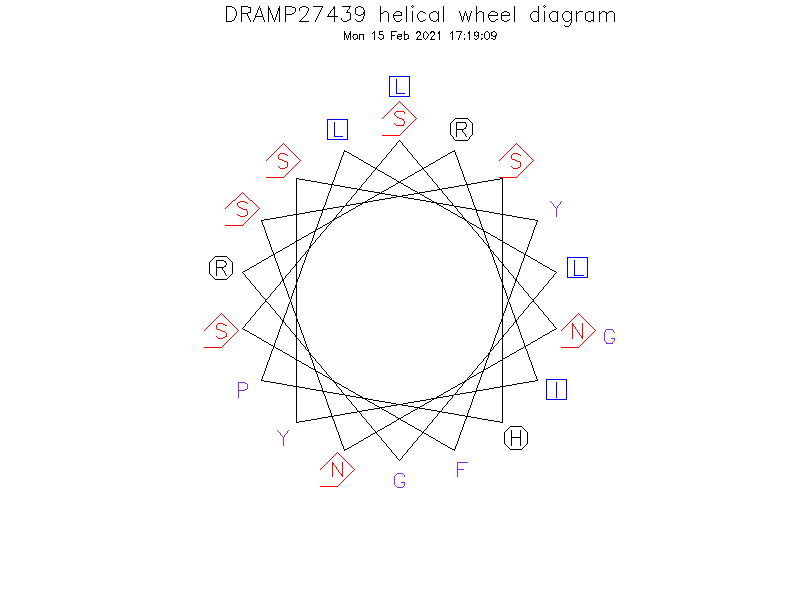 DRAMP27439 helical wheel diagram
Mon 15 Feb 2021 17:19:09
L
S
L R
S S
S Y
R L
S N G
P I
Y H
N F
G